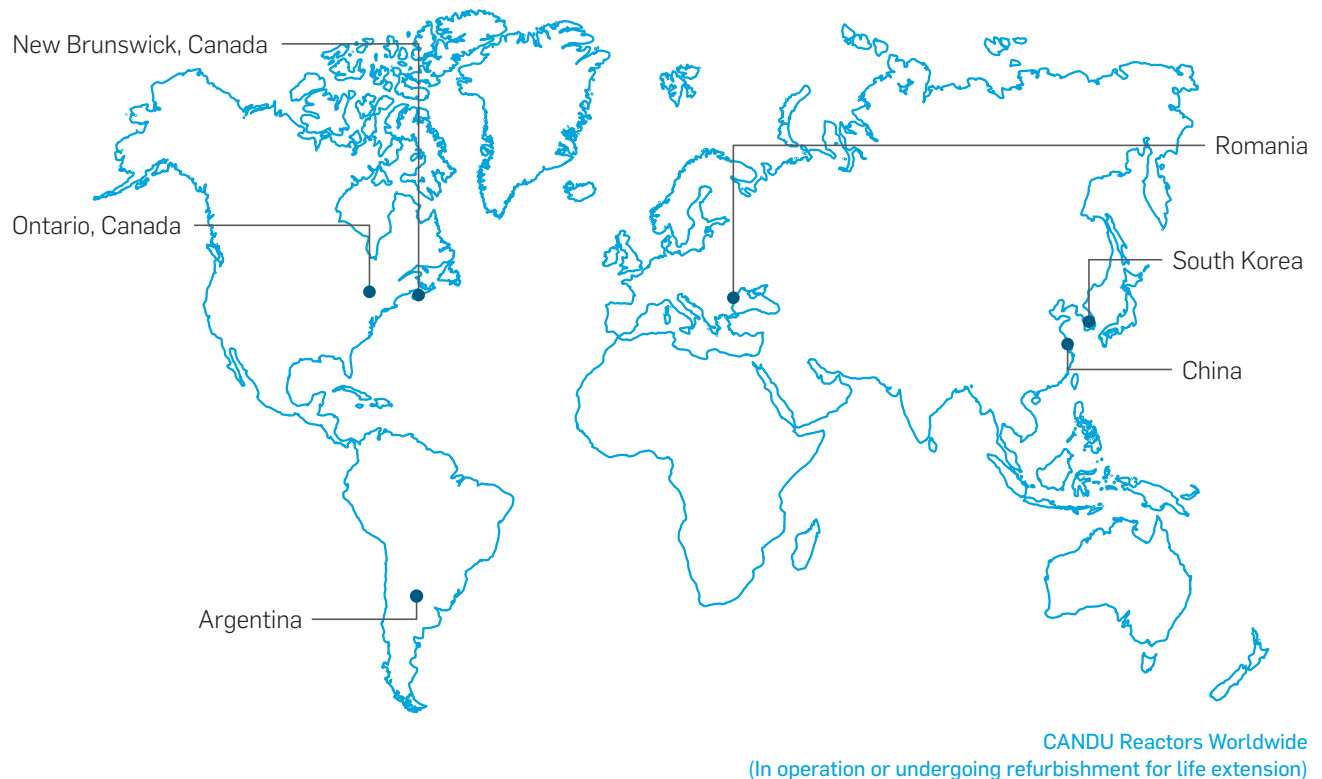 New Brunswick, Canada
Romania
Ontario, Canada
South Korea
China
Argentina
CANDU Reactors Worldwide
(In operation or undergoing refurbishment for life extension)